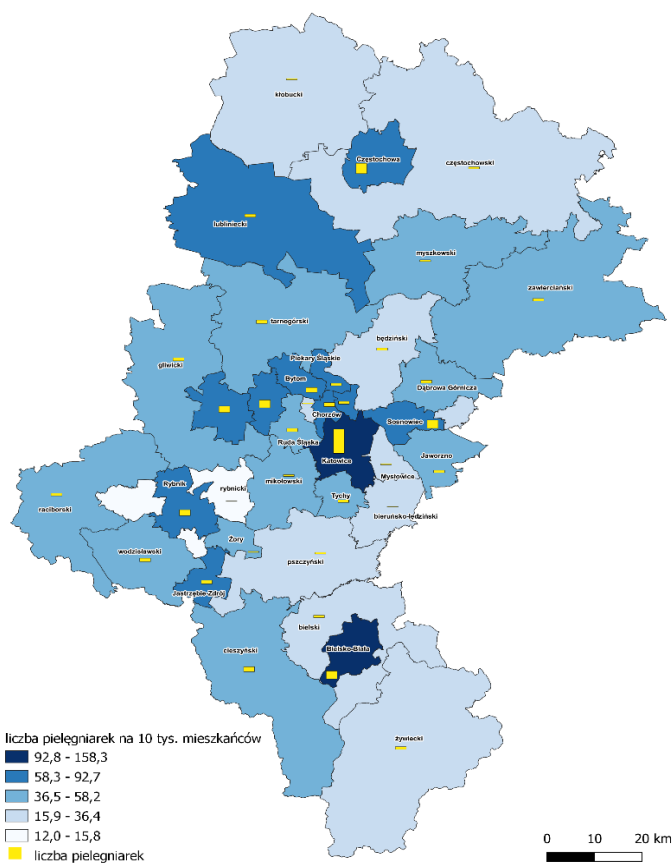 kłobucki
Częstochowa
częstochowski
lubliniecki
myszkowski
zawierciański
tarnogórski
będziński
gliwicki
Piekary Śląskie
Bytom
Dąbrowa Górnicza
Chorzów
Sosnowiec
Ruda Śląska
Katowice
Jaworzno
Mysłowice
Rybnik
rybnicki
mikołowski
Tychy
raciborski
bieruńsko-lędziński
Żory
wodzisławski
pszczyński
Jastrzębie-Zdrój
bielski
cieszyński
Bielsko-Biała
żywiecki
liczba pielęgniarek na 10 tys. mieszkańców
92,8 - 158,3
58,3 - 92,7
36,5 - 58,2
15,9 - 36,4
12,0 - 15,8
liczba pielegniarek
0 10 20 km